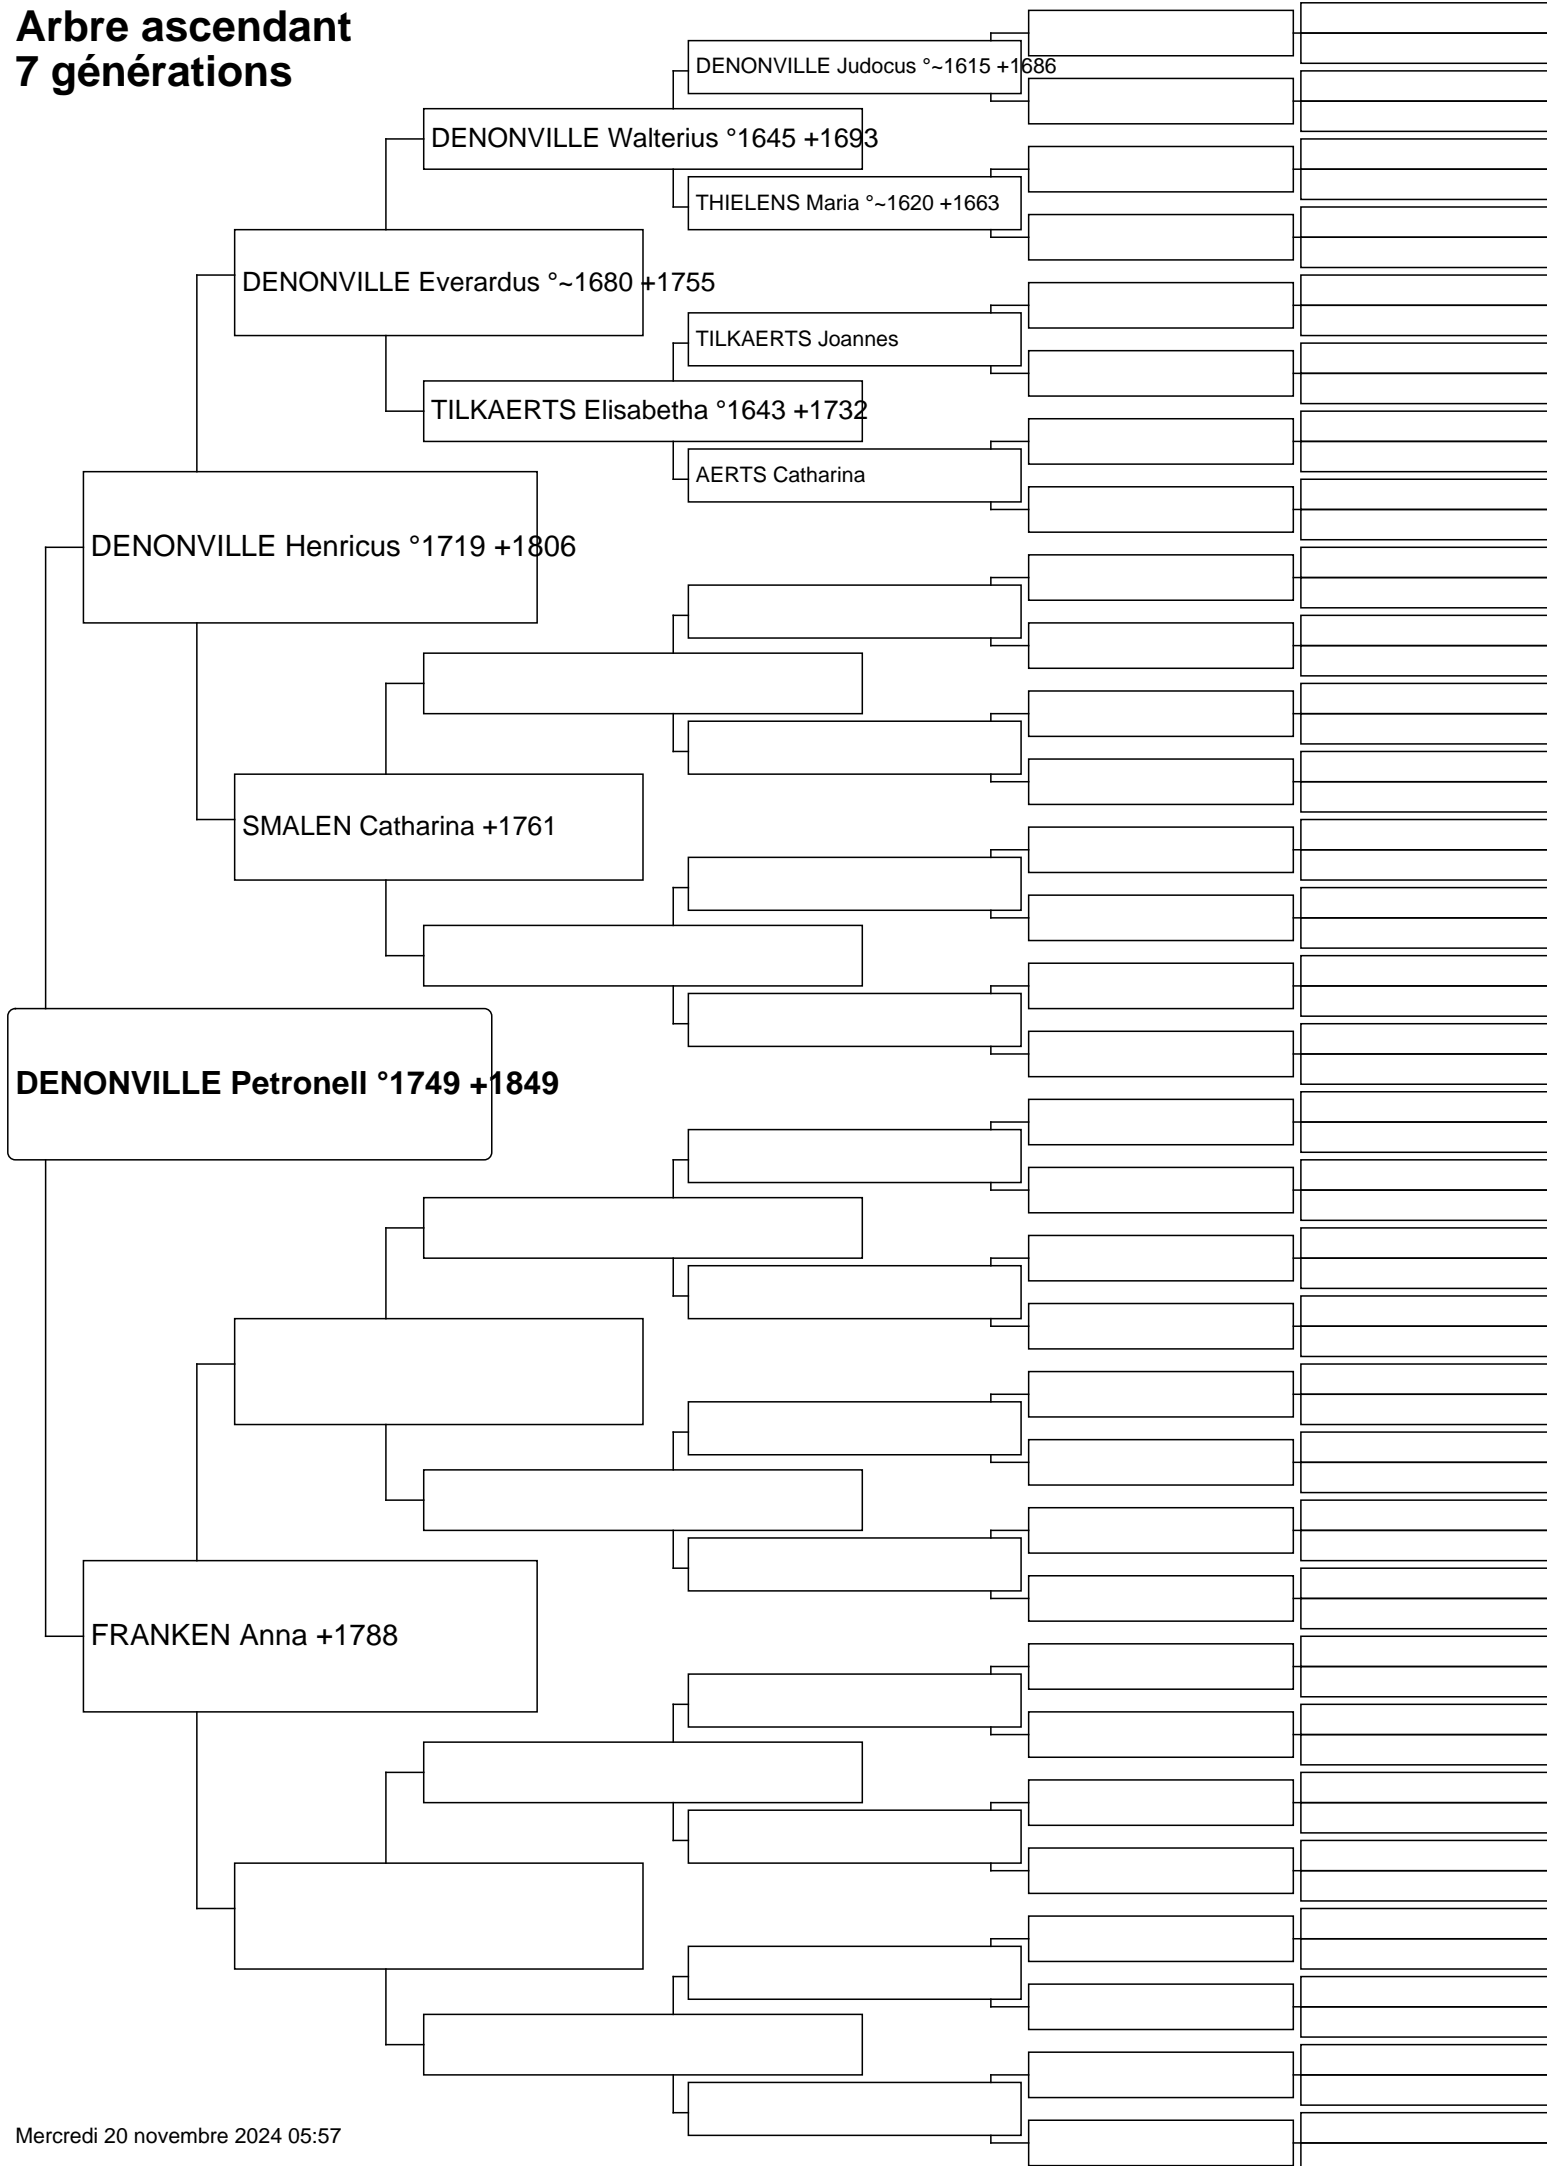 Arbre ascendant
7 générations
DENONVILLE Judocus °~1615 +1686
DENONVILLE Walterius °1645 +1693
THIELENS Maria °~1620 +1663
DENONVILLE Everardus °~1680 +1755
TILKAERTS Joannes
TILKAERTS Elisabetha °1643 +1732
AERTS Catharina
DENONVILLE Henricus °1719 +1806
SMALEN Catharina +1761
DENONVILLE Petronell °1749 +1849
FRANKEN Anna +1788
Mercredi 20 novembre 2024 05:57